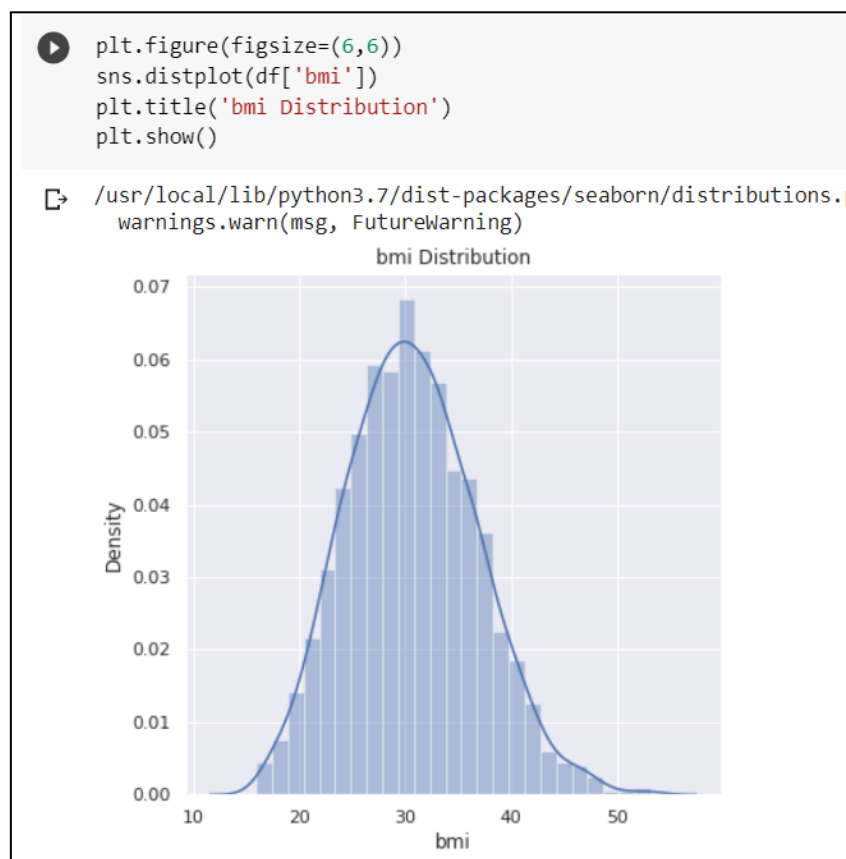 plt.figure(figsize=(6,6))
sns.distplot(df['bmi'])
plt.title('bmi Distribution')
plt.show()
/usr/local/lib/python3.7/dist-packages/seaborn/distributions.
warnings.warn(msg, FutureWarning)
bmi Distribution
0.07
0.06
0.05
0.04
0.03
0.02
0.01
0.00
Density
10 20 30 40 50
bmi